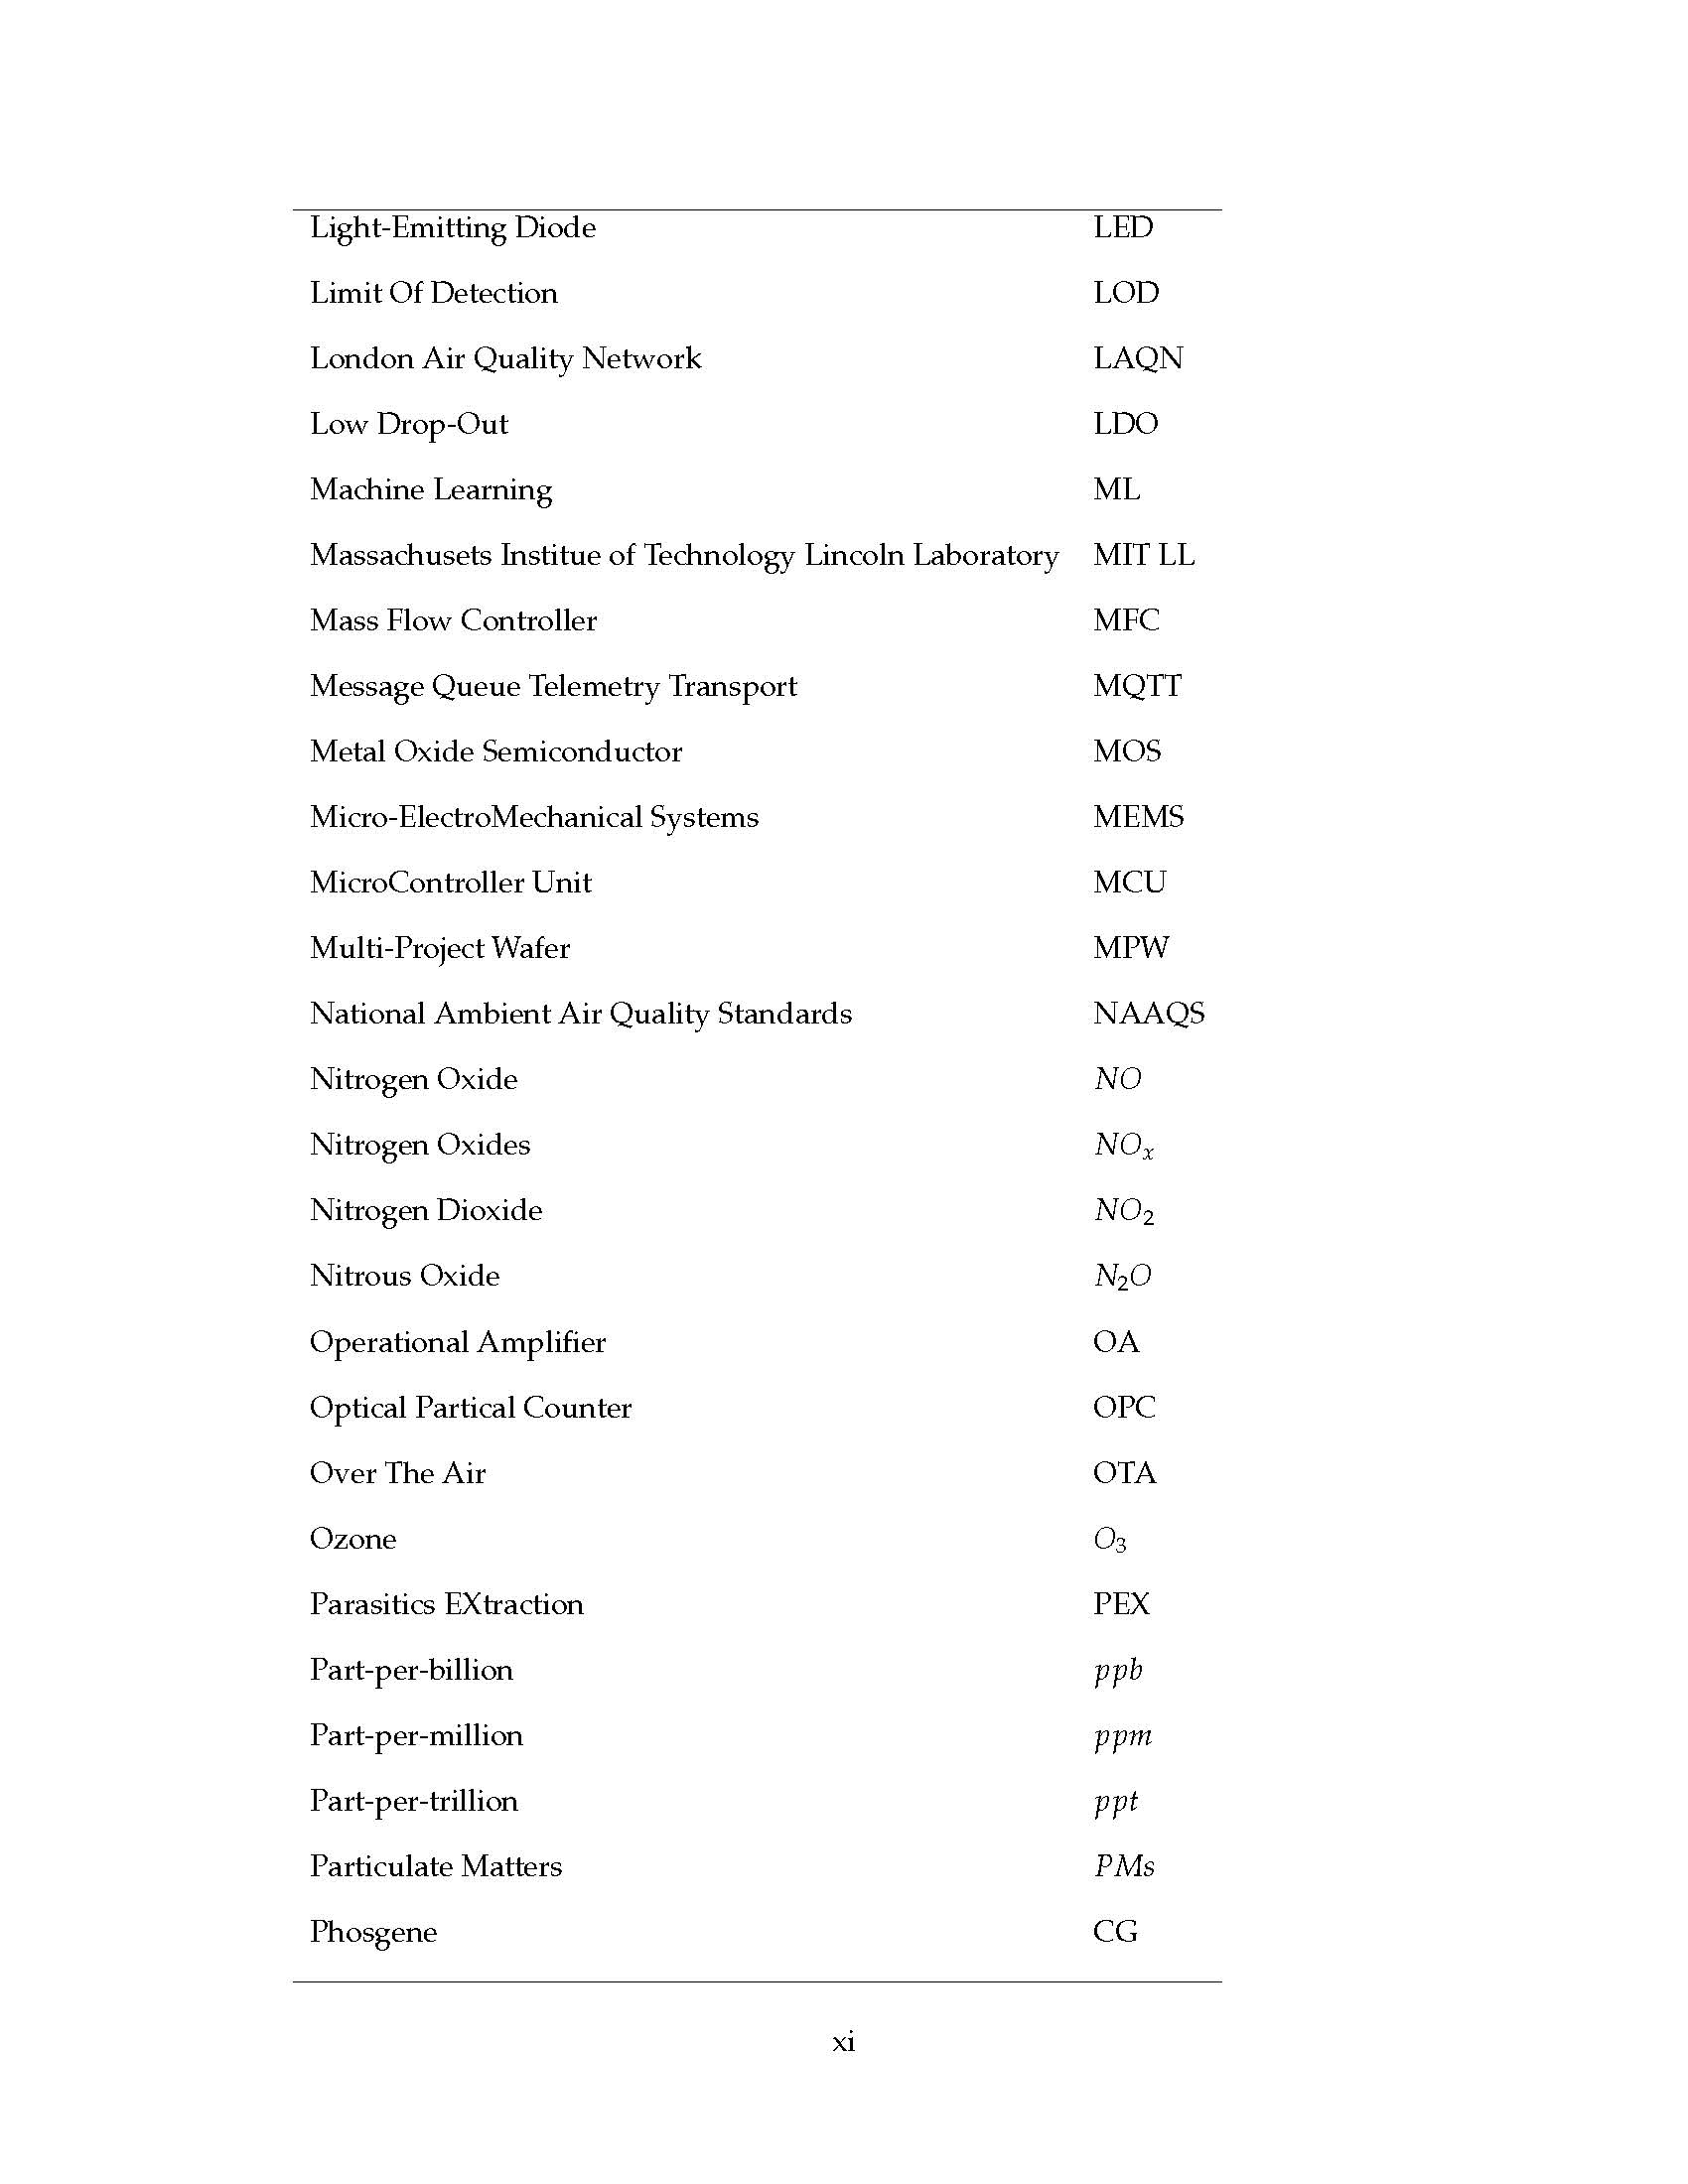 Light-Emitting Diode LED
Limit Of Detection LOD
London Air Quality Network LAQN
Low Drop-Out LDO
Machine Learning ML
Massachusets Institue of Technology Lincoln Laboratory MIT LL
Mass Flow Controller MFC
Message Queue Telemetry Transport MQTT
Metal Oxide Semiconductor MOS
Micro-ElectroMechanical Systems MEMS
MicroController Unit MCU
Multi-Project Wafer MPW
National Ambient Air Quality Standards NAAQS
Nitrogen Oxide NO
Nitrogen Oxides NOₓ
Nitrogen Dioxide NO₂
Nitrous Oxide N₂O
Operational Amplifier OA
Optical Partical Counter OPC
Over The Air OTA
Ozone O₃
Parasitics EXtraction PEX
Part-per-billion ppb
Part-per-million ppm
Part-per-trillion ppt
Particulate Matters PMs
Phosgene CG
xi